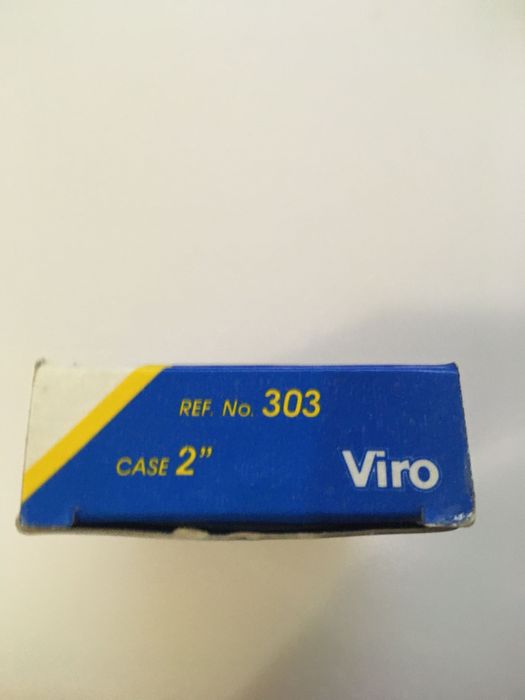 REF. No. 303
CASE 2”
Viro